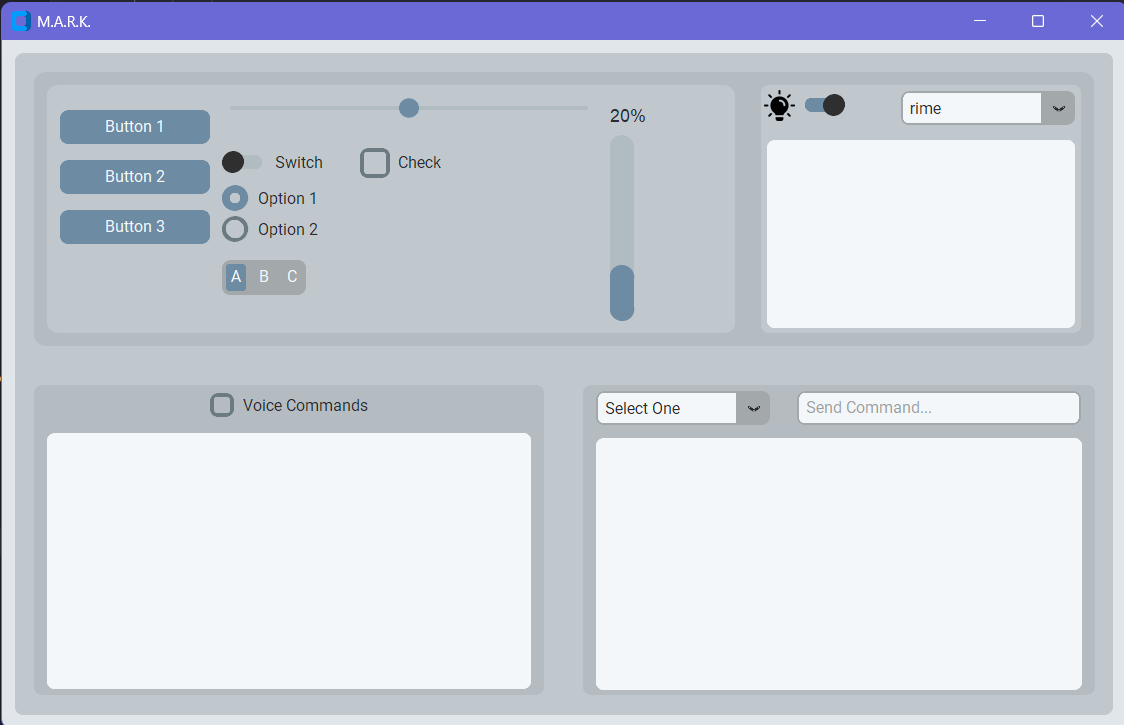 M.A.R.K.
Button 1
Button 2
Button 3
Switch
Check
Option 1
Option 2
A B C
20%
rime
Voice Commands
Select One
Send Command...